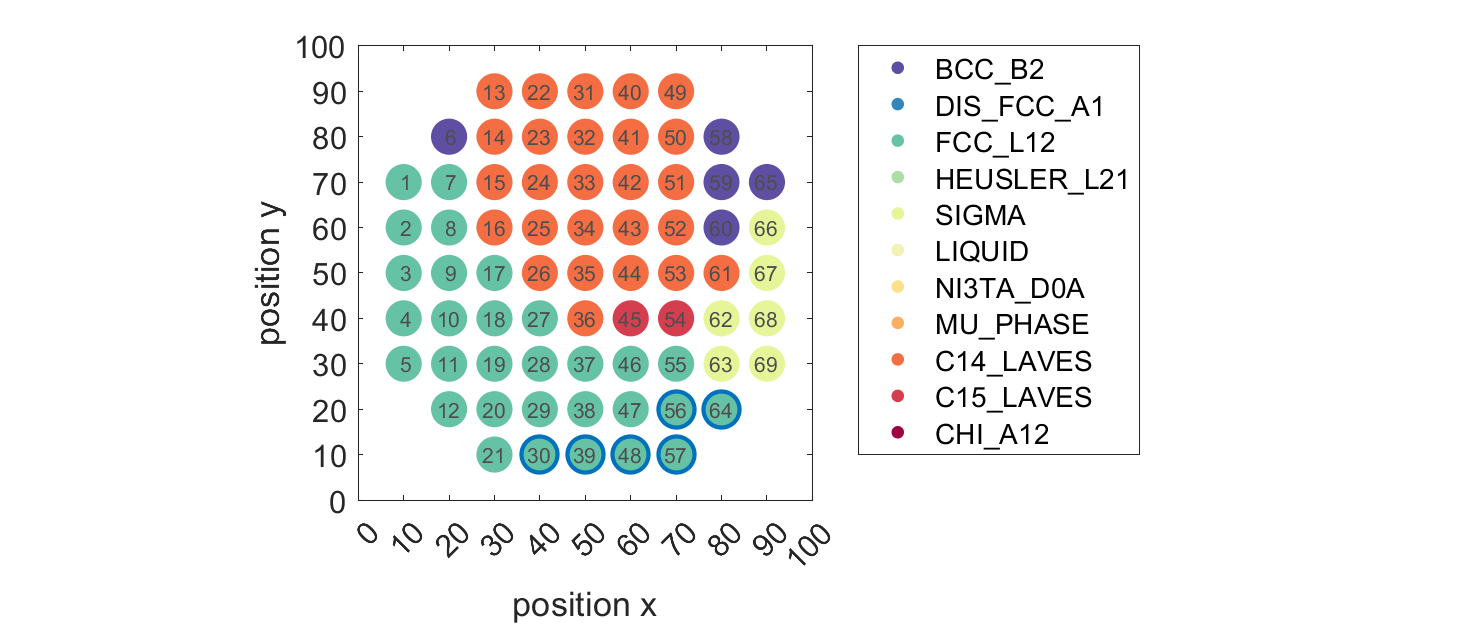 100
90
80
70
60
50
40
30
20
10
0
position y
13 22 31 40 49
6 14 23 32 41 50 58
1 7 15 24 33 42 51 59 65
2 8 16 25 34 43 52 60 66
3 9 17 26 35 44 53 61 67
4 10 18 27 36 45 54 62 68
5 11 19 28 37 46 55 63 69
12 20 29 38 47 56 64
21 30 39 48 57
0 10 20 30 40 50 60 70 80 90 100
position x
BCC_B2
DIS_FCC_A1
FCC_L12
HEUSLER_L21
SIGMA
LIQUID
NI3TA_D0A
MU_PHASE
C14_LAVES
C15_LAVES
CHI_A12